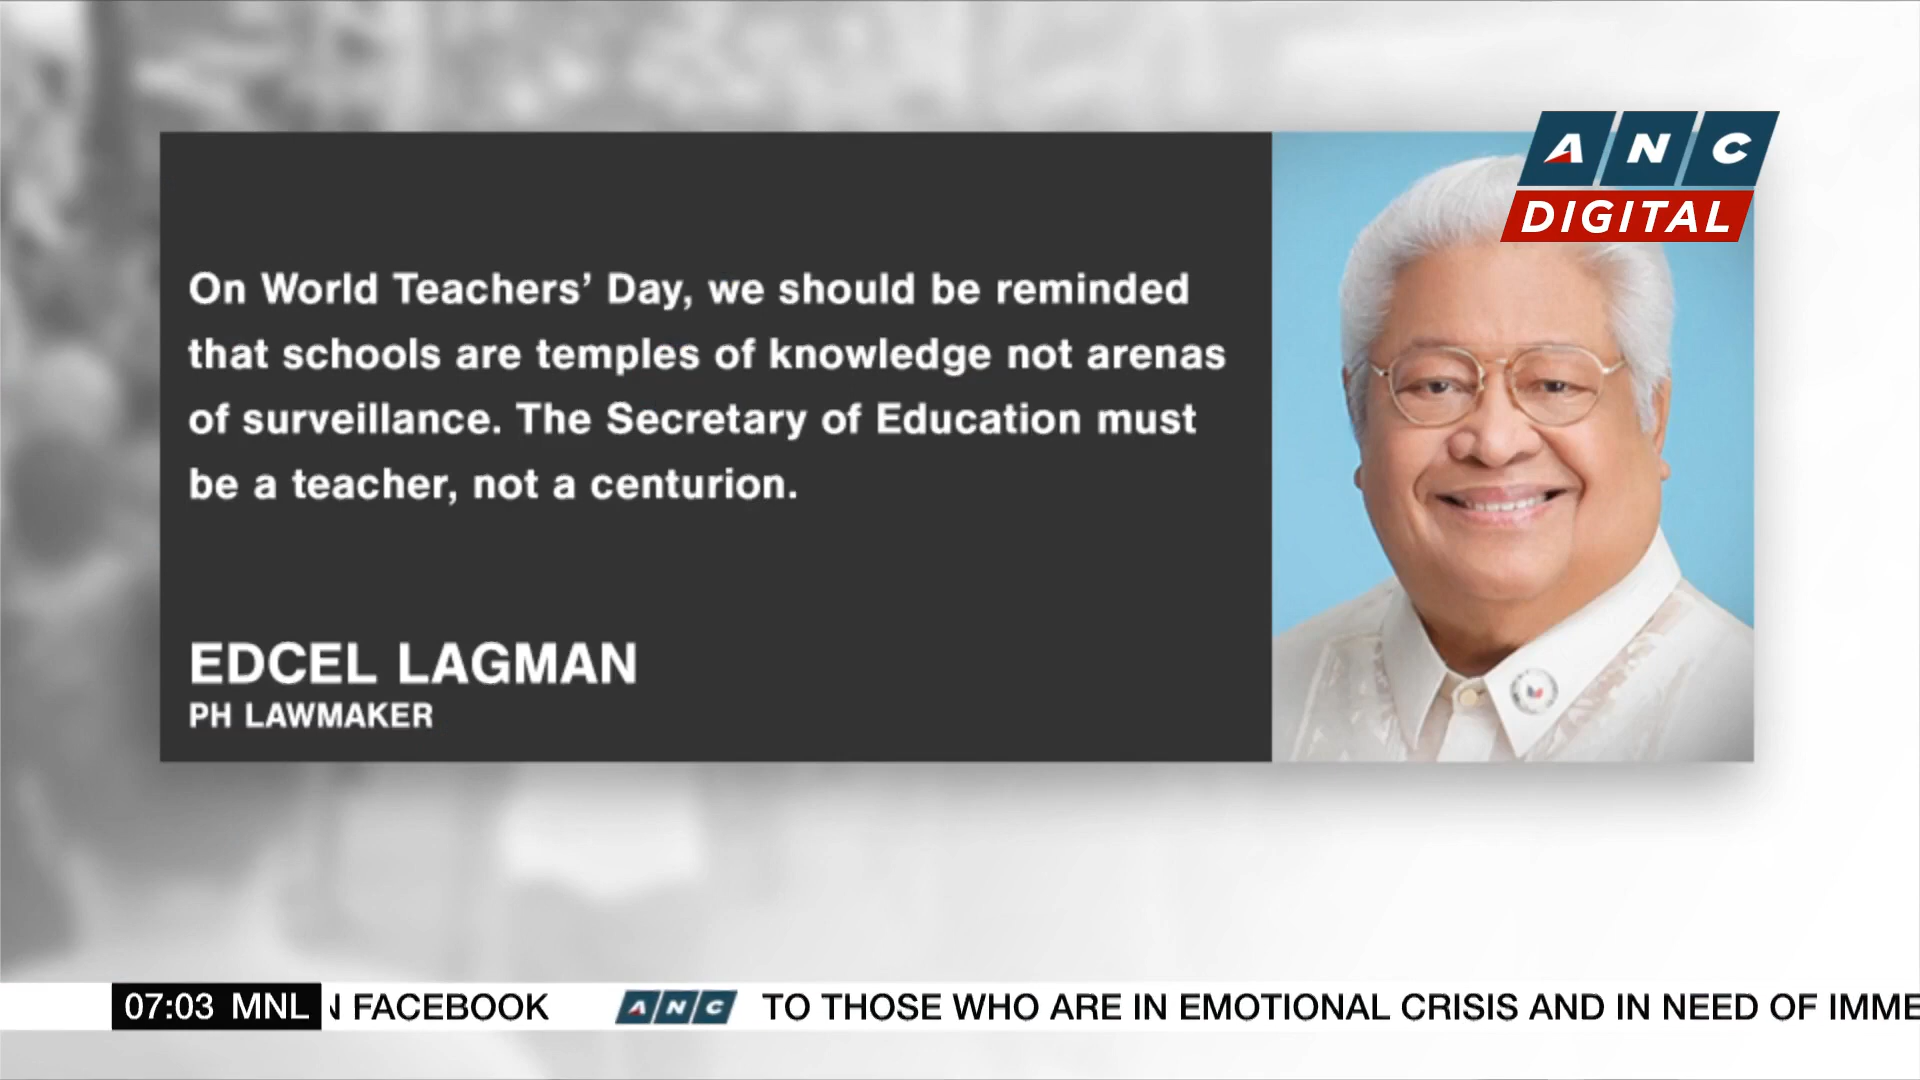 ANC
DIGITAL
On World Teachers’ Day, we should be reminded
that schools are temples of knowledge not arenas
of surveillance. The Secretary of Education must
be a teacher, not a centurion.
EDCEL LAGMAN
PH LAWMAKER
07:03 MNL FACEBOOK ANC TO THOSE WHO ARE IN EMOTIONAL CRISIS AND IN NEED OF IMME